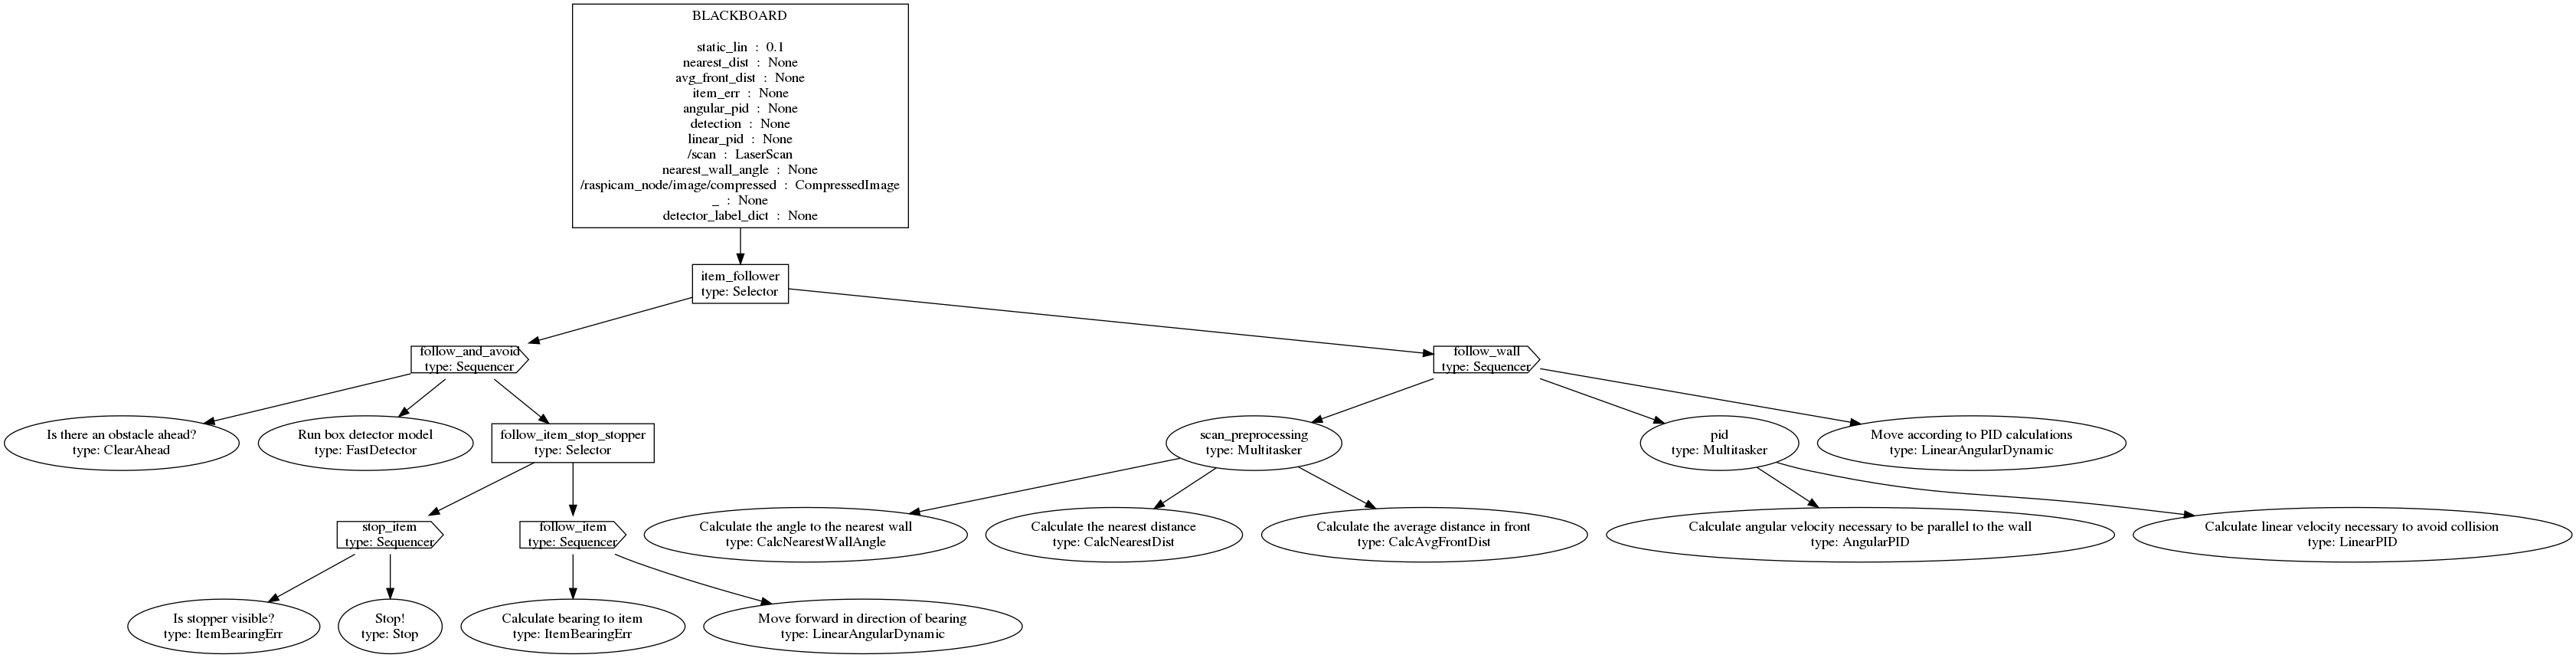 BLACKBOARD
static_lin : 0.1
nearest_dist : None
avg_front_dist : None
item_err : None
angular_pid : None
detection : None
linear_pid : None
/scan : LaserScan
nearest_wall_angle : None
/raspicam_node/image/compressed : CompressedImage
_ : None
detector_label_dict : None
item_follower
type: Selector
follow_and_avoid
type: Sequencer
follow_wall
type: Sequencer
Is there an obstacle ahead?
type: ClearAhead
Run box detector model
type: FastDetector
follow_item_stop_stopper
type: Selector
scan_preprocessing
type: Multitasker
pid
type: Multitasker
Move according to PID calculations
type: LinearAngularDynamic
stop_item
type: Sequencer
follow_item
type: Sequencer
Calculate the angle to the nearest wall
type: CalcNearestWallAngle
Calculate the nearest distance
type: CalcNearestDist
Calculate the average distance in front
type: CalcAvgFrontDist
Calculate angular velocity necessary to be parallel to the wall
type: AngularPID
Calculate linear velocity necessary to avoid collision
type: LinearPID
Is stopper visible?
type: ItemBearingErr
Stop!
type: Stop
Calculate bearing to item
type: ItemBearingErr
Move forward in direction of bearing
type: LinearAngularDynamic